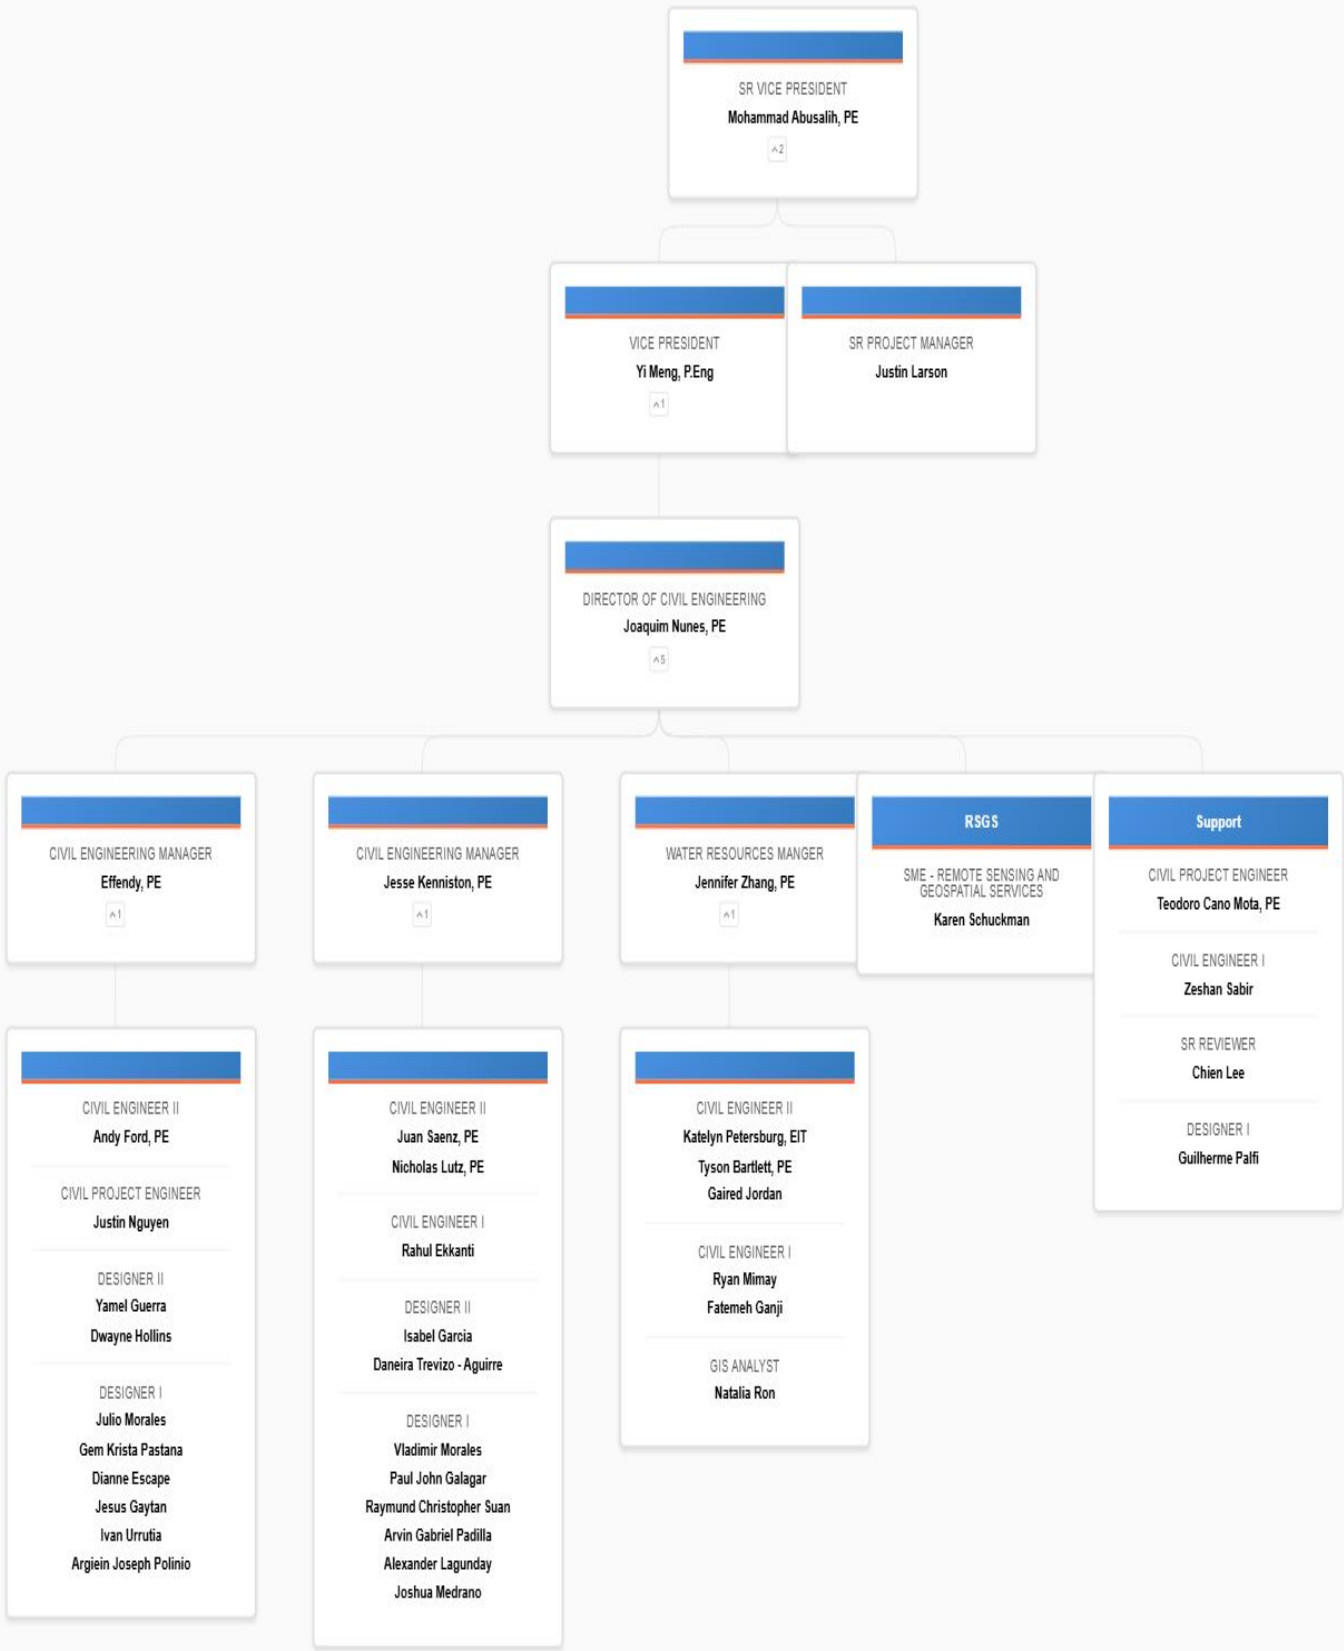 SR VICE PRESIDENT
Mohammad Abusalih, PE
^2
VICE PRESIDENT
Yi Meng, P.Eng
^1
SR PROJECT MANAGER
Justin Larson
DIRECTOR OF CIVIL ENGINEERING
Joaquim Nunes, PE
^5
CIVIL ENGINEERING MANAGER
Effendy, PE
^1
CIVIL ENGINEERING MANAGER
Jesse Kenniston, PE
^1
WATER RESOURCES MANGER
Jennifer Zhang, PE
^1
RSGS
SME - REMOTE SENSING AND
GEOSPATIAL SERVICES
Karen Schuckman
Support
CIVIL PROJECT ENGINEER
Teodoro Cano Mota, PE
CIVIL ENGINEER I
Zeshan Sabir
SR REVIEWER
Chien Lee
DESIGNER I
Guilherme Palfi
CIVIL ENGINEER II
Andy Ford, PE
CIVIL PROJECT ENGINEER
Justin Nguyen
DESIGNER II
Yamel Guerra
Dwayne Hollins
DESIGNER I
Julio Morales
Gem Krista Pastana
Dianne Escape
Jesus Gaytan
Ivan Urrutia
Argiein Joseph Polinio
CIVIL ENGINEER II
Juan Saenz, PE
Nicholas Lutz, PE
CIVIL ENGINEER I
Rahul Ekkanti
DESIGNER II
Isabel Garcia
Daneira Trevizo - Aguirre
DESIGNER I
Vladimir Morales
Paul John Galagar
Raymund Christopher Suan
Arvin Gabriel Padilla
Alexander Lagunday
Joshua Medrano
CIVIL ENGINEER II
Katelyn Petersburg, EIT
Tyson Bartlett, PE
Gaired Jordan
CIVIL ENGINEER I
Ryan Mimay
Fatemeh Ganji
GIS ANALYST
Natalia Ron